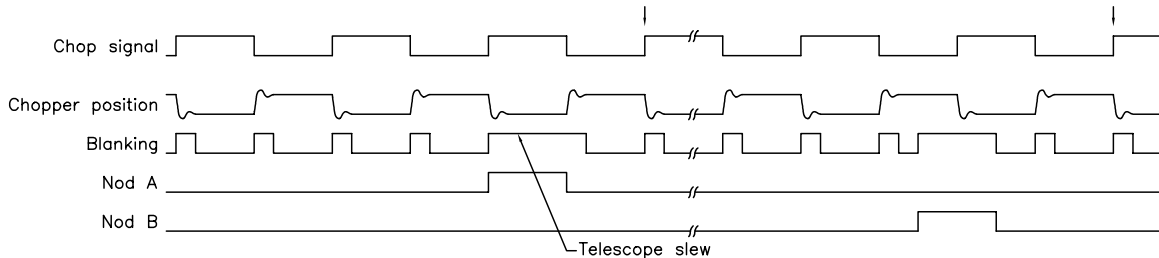 Chop signal
Chopper position
Blanking
Nod A
Nod B
Telescope slew